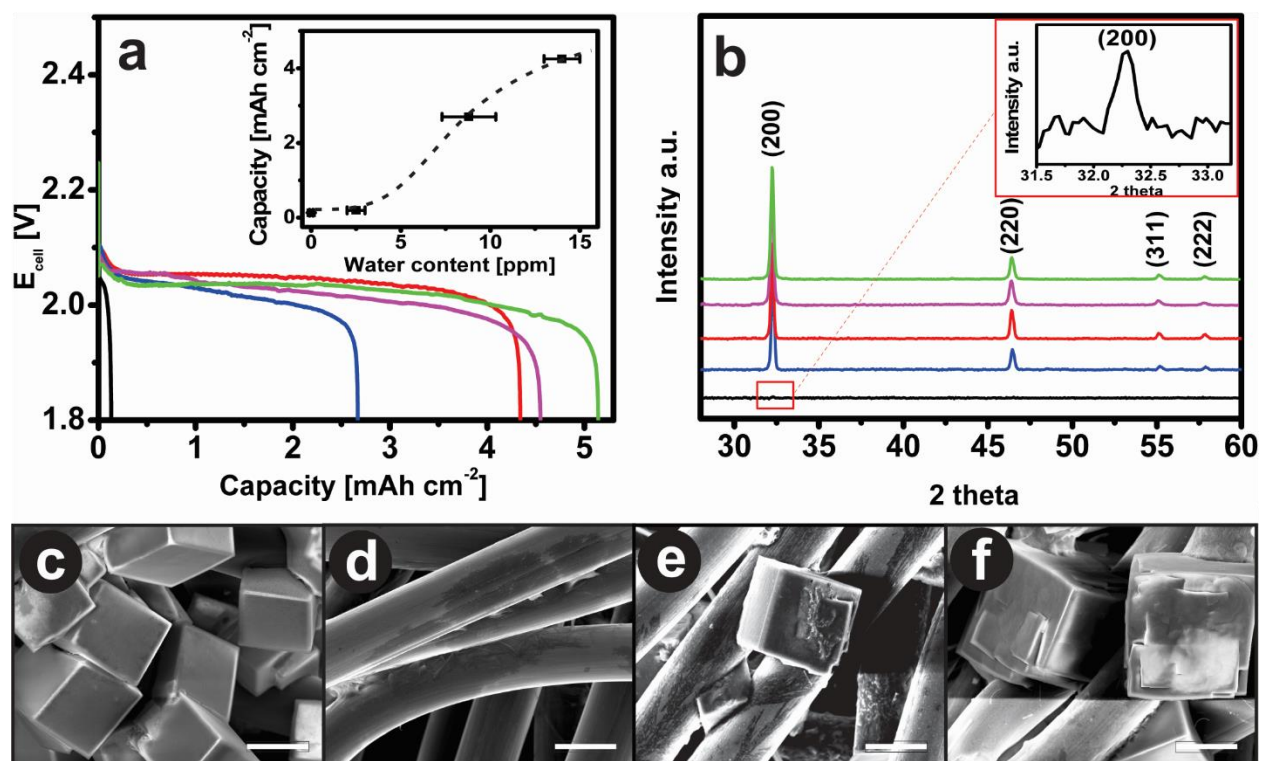 a
2.4
2.2
2.0
1.8
E_cell [V]
0
1
2
3
4
5
Capacity [mAh cm⁻²]
4
2
0
Capacity [mAh cm⁻²]
0
5
10
15
Water content [ppm]
b
Intensity a.u.
(200)
(220)
(311)
(222)
30
35
40
45
50
55
60
2 theta
(200)
Intensity a.u.
31.5
32.0
32.5
33.0
2 theta
c
d
e
f